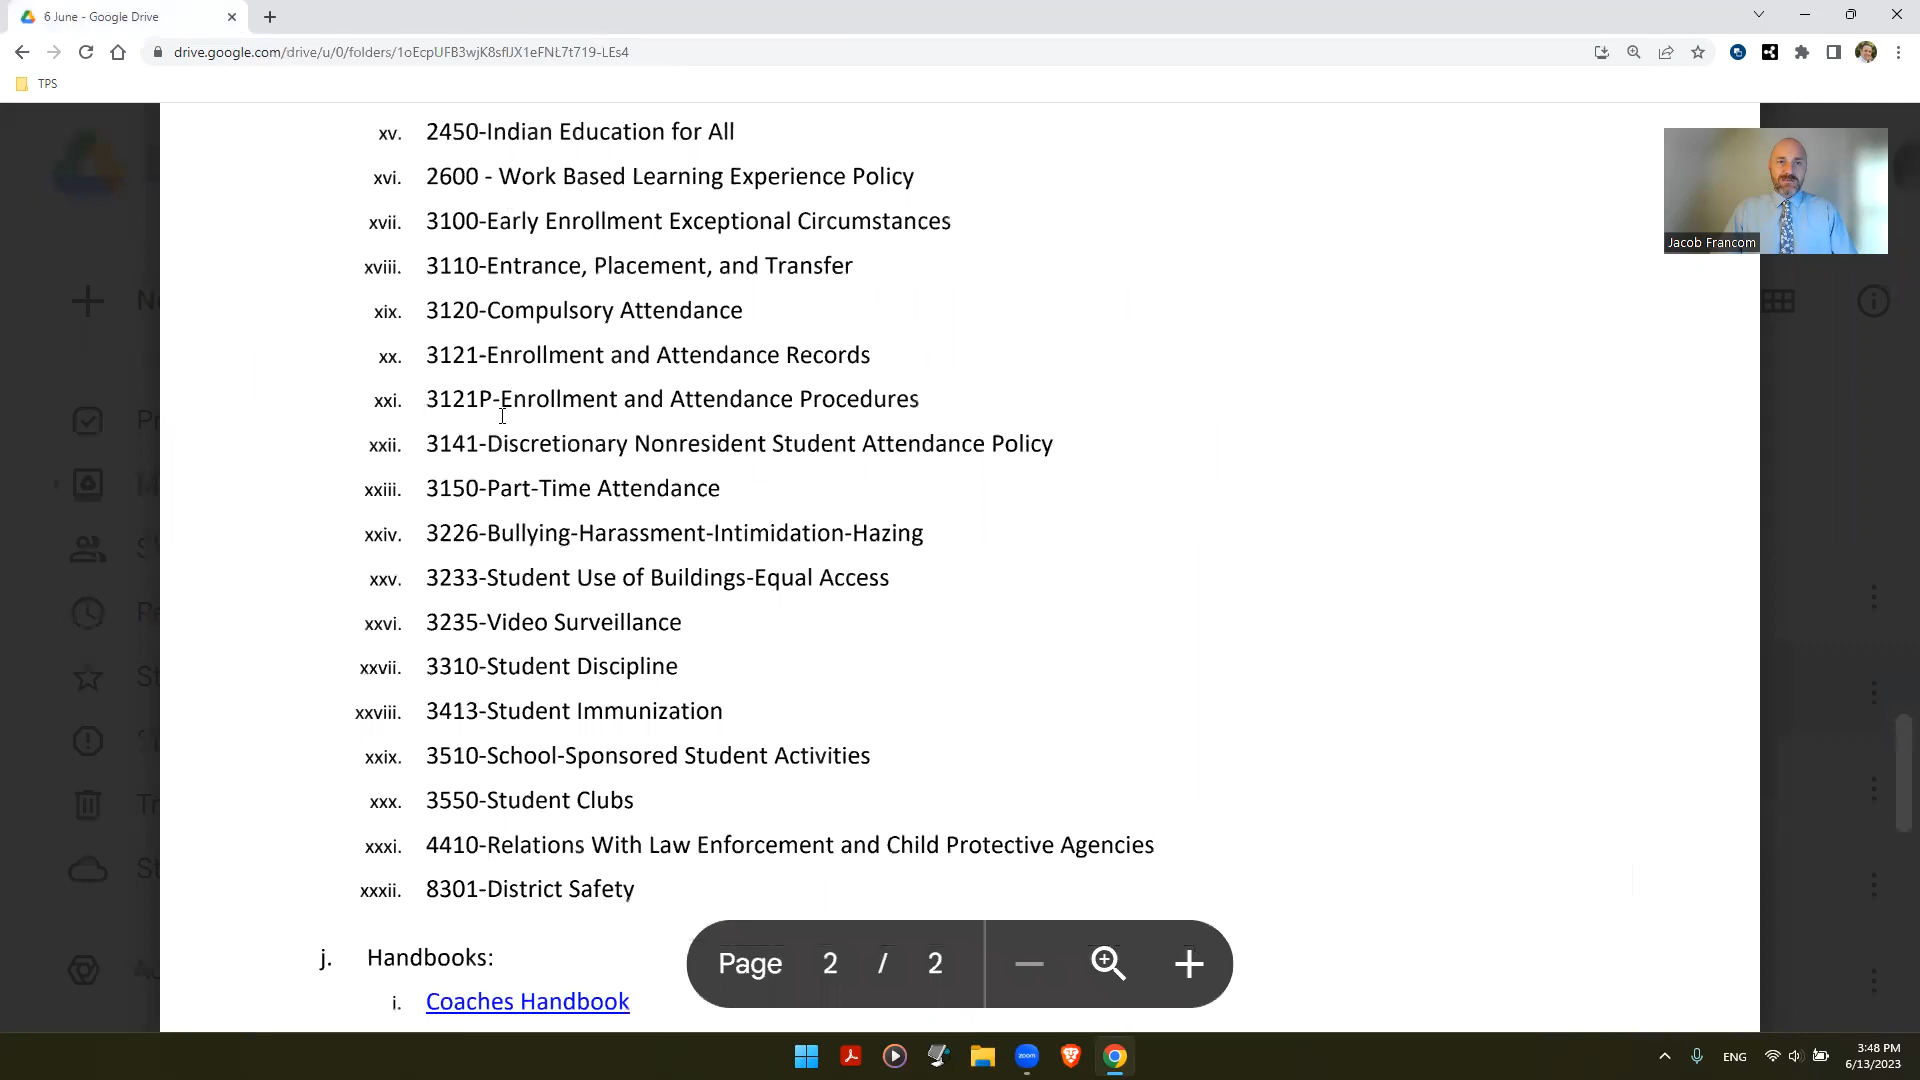 6 June - Google Drive
drive.google.com/drive/u/0/folders/1oEcpUFB3wjK8sflJX1eFNŁ7t719-LEs4
TPS
xv. 2450-Indian Education for All
xvi. 2600 - Work Based Learning Experience Policy
xvii. 3100-Early Enrollment Exceptional Circumstances
xviii. 3110-Entrance, Placement, and Transfer
xix. 3120-Compulsory Attendance
xx. 3121-Enrollment and Attendance Records
xxi. 3121P-Enrollment and Attendance Procedures
xxii. 3141-Discretionary Nonresident Student Attendance Policy
xxiii. 3150-Part-Time Attendance
xxiv. 3226-Bullying-Harassment-Intimidation-Hazing
xxv. 3233-Student Use of Buildings-Equal Access
xxvi. 3235-Video Surveillance
xxvii. 3310-Student Discipline
xxviii. 3413-Student Immunization
xxix. 3510-School-Sponsored Student Activities
xxx. 3550-Student Clubs
xxxi. 4410-Relations With Law Enforcement and Child Protective Agencies
xxxii. 8301-District Safety
j. Handbooks:
i. Coaches Handbook
Page 2 / 2
Jacob Francom
zoom
ENG
3:48 PM
6/13/2023